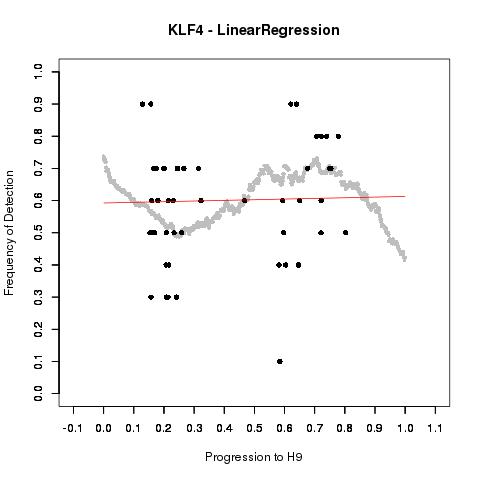 KLF4 - LinearRegression
Frequency of Detection
1.0
0.9
0.8
0.7
0.6
0.5
0.4
0.3
0.2
0.1
0.0
-0.1 0.0 0.1 0.2 0.3 0.4 0.5 0.6 0.7 0.8 0.9 1.0 1.1
Progression to H9